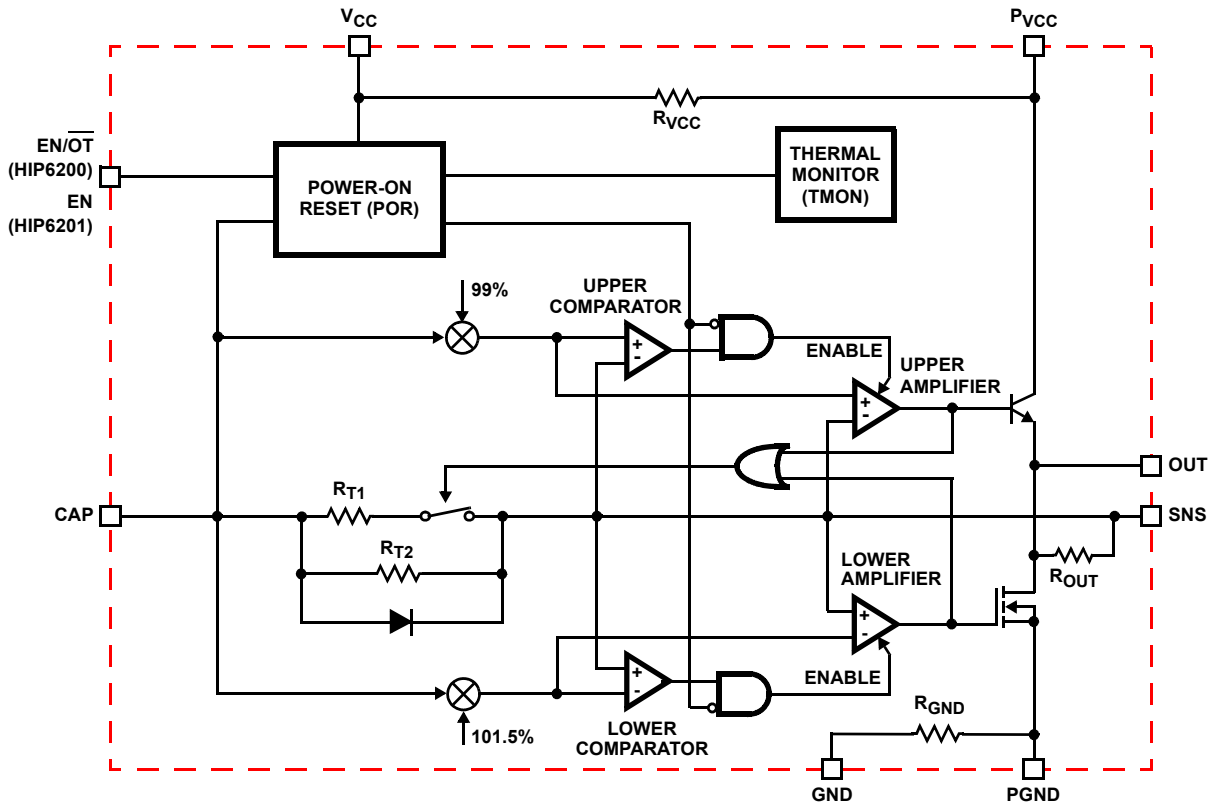 VCC
PVCC
RVCC
EN/OT
(HIP6200)
EN
(HIP6201)
POWER-ON
RESET (POR)
THERMAL
MONITOR
(TMON)
99%
UPPER
COMPARATOR
+
-
ENABLE
UPPER
AMPLIFIER
+
-
OUT
CAP
RT1
SNS
RT2
LOWER
AMPLIFIER
ROUT
+
-
+
-
ENABLE
101.5%
LOWER
COMPARATOR
RGND
GND
PGND